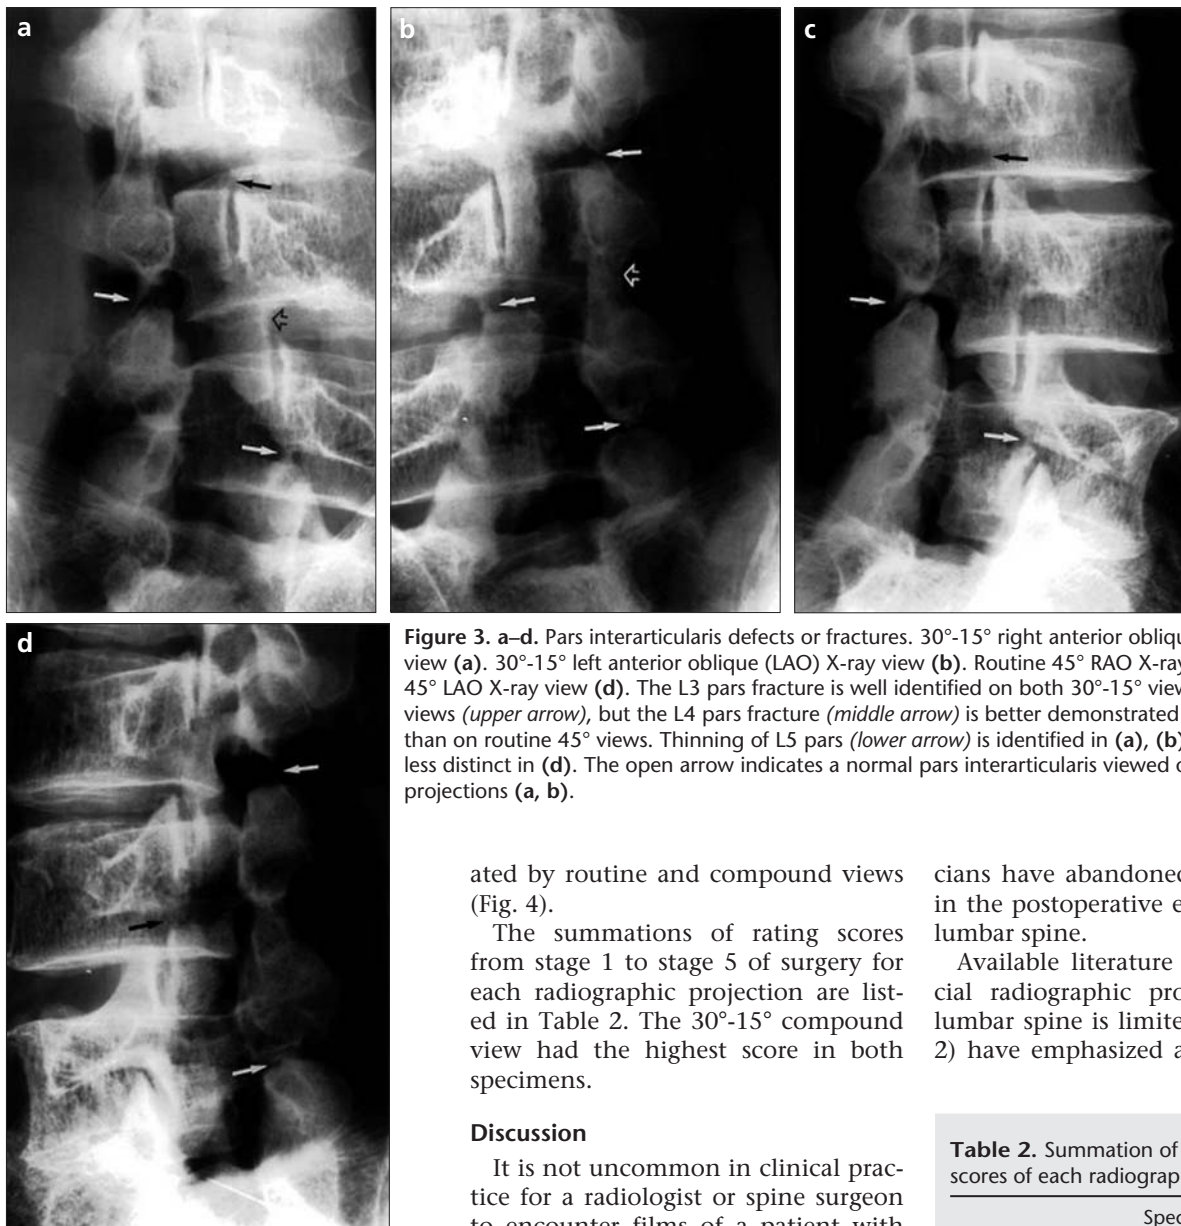 a
b
c
d
Figure 3. a–d. Pars interarticularis defects or fractures. 30°-15° right anterior
view (a). 30°-15° left anterior oblique (LAO) X-ray view (b). Routine 45° RAO X-ray
45° LAO X-ray view (d). The L3 pars fracture is well identified on both 30°-15°
views (upper arrow), but the L4 pars fracture (middle arrow) is better demonstrated
than on routine 45° views. Thinning of L5 pars (lower arrow) is identified in (a), (b)
less distinct in (d). The open arrow indicates a normal pars interarticularis viewed
projections (a, b).
ated by routine and compound views
(Fig. 4).
The summations of rating scores
from stage 1 to stage 5 of surgery for
each radiographic projection are list-
ed in Table 2. The 30°-15° compound
view had the highest score in both
specimens.
Discussion
It is not uncommon in clinical prac-
tice for a radiologist or spine surgeon
to encounter films of a patient with
cians have abandoned
in the postoperative e
lumbar spine.
Available literature
cial radiographic pro
lumbar spine is limite
2) have emphasized a
Table 2. Summation of
scores of each radiograp
Spec